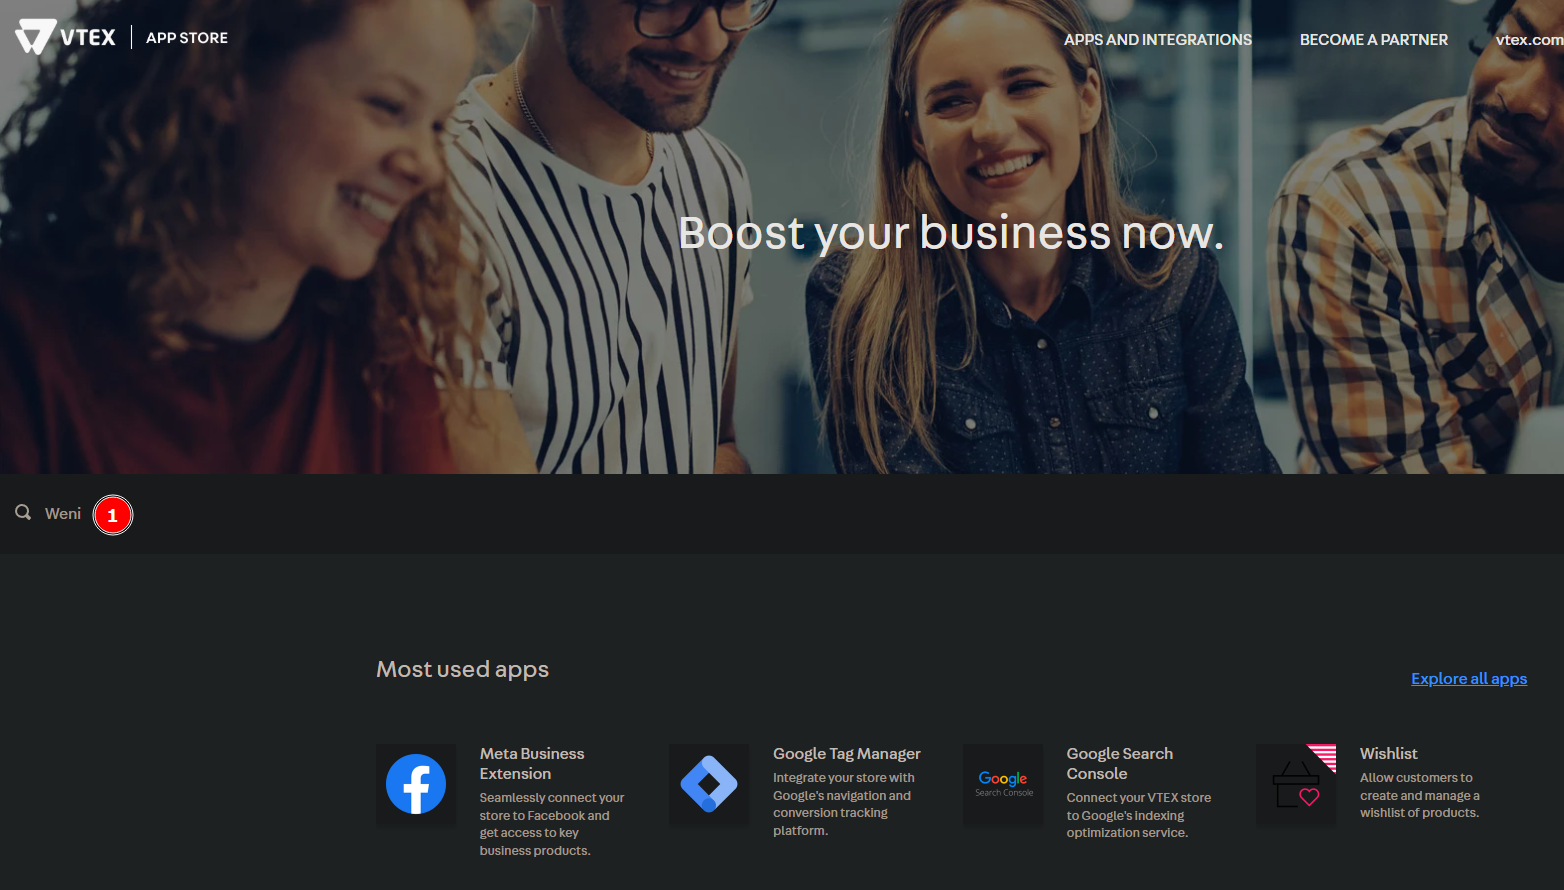 VTEX APP STORE
APPS AND INTEGRATIONS BECOME A PARTNER vtex.com
Boost your business now.
Weni 1
Most used apps
Explore all apps
Meta Business
Extension
Seamlessly connect your
store to Facebook and
get access to key
business products.
Google Tag Manager
Integrate your store with
Google's navigation and
conversion tracking
platform.
Google
Search Console
Google Search
Console
Connect your VTEX store
to Google's indexing
optimization service.
Wishlist
Allow customers to
create and manage a
wishlist of products.